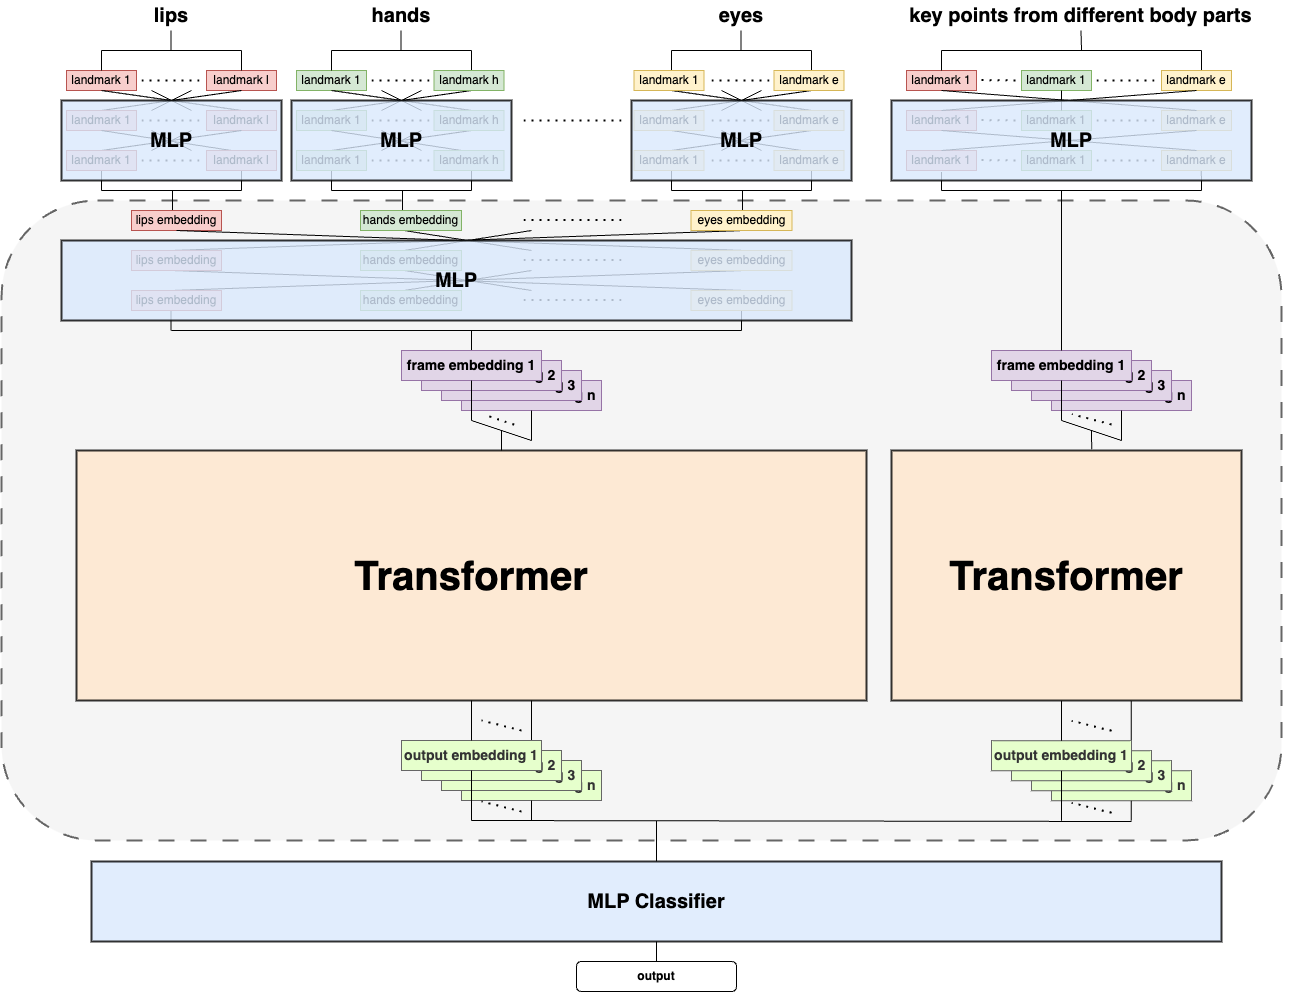 lips hands eyes key points from different body parts
landmark 1 landmark l landmark 1 landmark h landmark 1 landmark e landmark 1 landmark 1 landmark e
landmark 1 landmark l landmark 1 landmark h landmark 1 landmark e landmark 1 landmark 1 landmark e
MLP MLP MLP MLP
landmark 1 landmark l landmark 1 landmark h landmark 1 landmark e landmark 1 landmark 1 landmark e
lips embedding hands embedding eyes embedding
lips embedding hands embedding eyes embedding
MLP
lips embedding hands embedding eyes embedding
frame embedding 1 2 3 n frame embedding 1 2 3 n
Transformer Transformer
output embedding 1 2 3 n output embedding 1 2 3 n
MLP Classifier
output